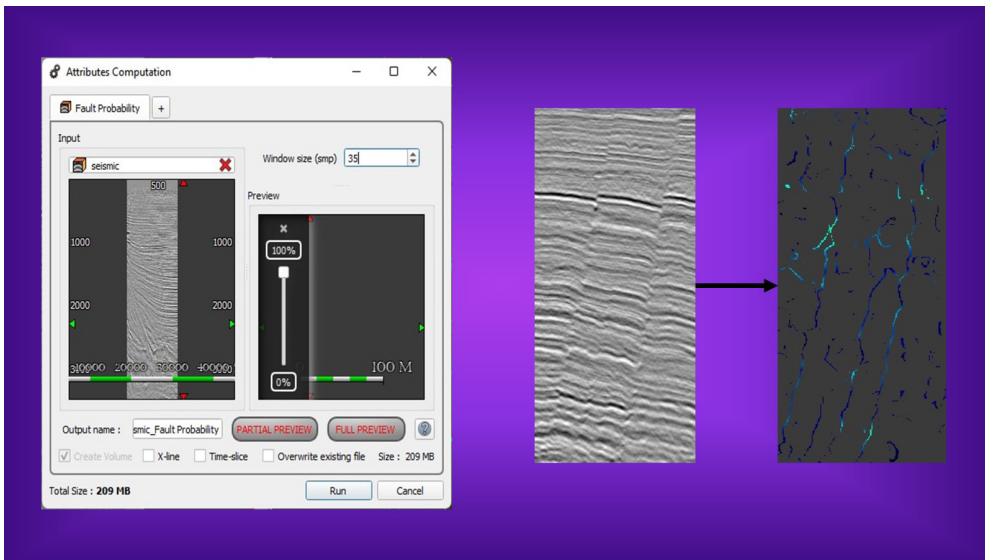 Attributes Computation
Fault Probability +
Input
seismic
Window size (smp) 35
500
Preview
1000 1000
100%
2000 2000
20000 30000
100 M
0%
Output name : smic_Fault Probability PARTIAL PREVIEW FULL PREVIEW ?
Create Volume X-line Time-slice Overwrite existing file Size : 209 MB
Total Size : 209 MB Run Cancel